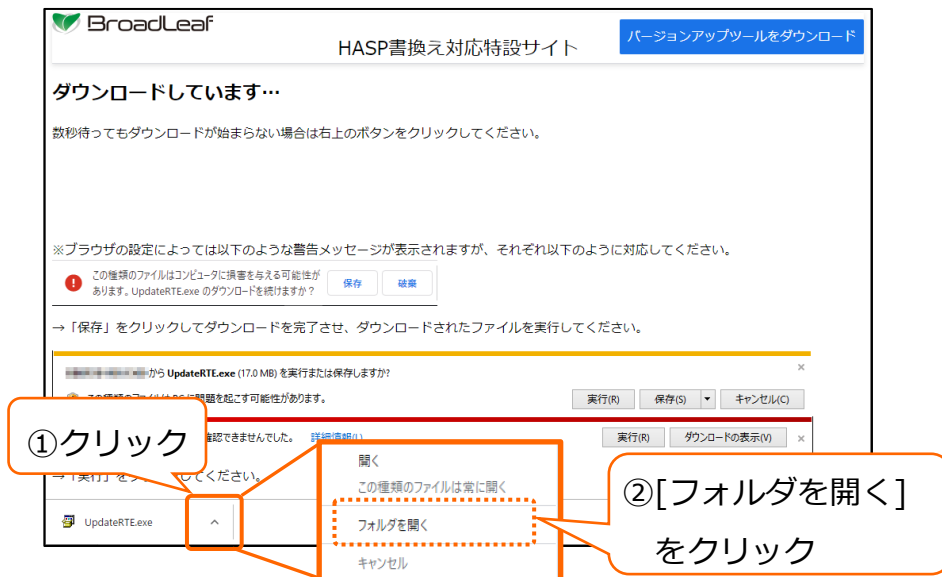 BroadLeaf
HASP書換え対応特設サイト
バージョンアップツールをダウンロード
ダウンロードしています…
数秒待ってもダウンロードが始まらない場合は右上のボタンをクリックしてください。
※ブラウザの設定によっては以下のような警告メッセージが表示されますが、それぞれ以下のように対応してください。
この種類のファイルはコンピュータに損害を与える可能性が
あります。UpdateRTE.exe のダウンロードを続けますか？
保存
破棄
→「保存」をクリックしてダウンロードを完了させ、ダウンロードされたファイルを実行してください。
から UpdateRTE.exe (17.0 MB) を実行または保存しますか?
×
問題を起こす可能性があります。
実行(R)
保存(S)
▼
キャンセル(C)
確認できませんでした。
詳細情報(L)
実行(R)
ダウンロードの表示(V)
×
→「実行」を
してください。
①クリック
UpdateRTE.exe
開く
この種類のファイルは常に開く
フォルダを開く
キャンセル
②[フォルダを開く]
をクリック